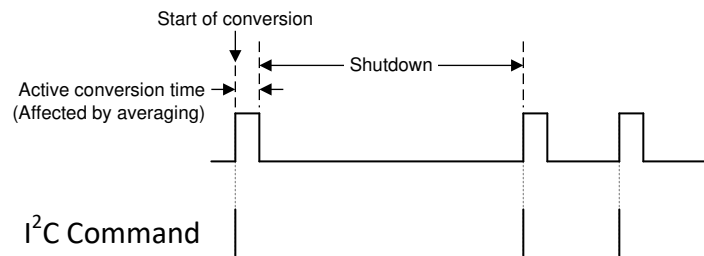 Start of conversion
Shutdown
Active conversion time
(Affected by averaging)
I²C Command